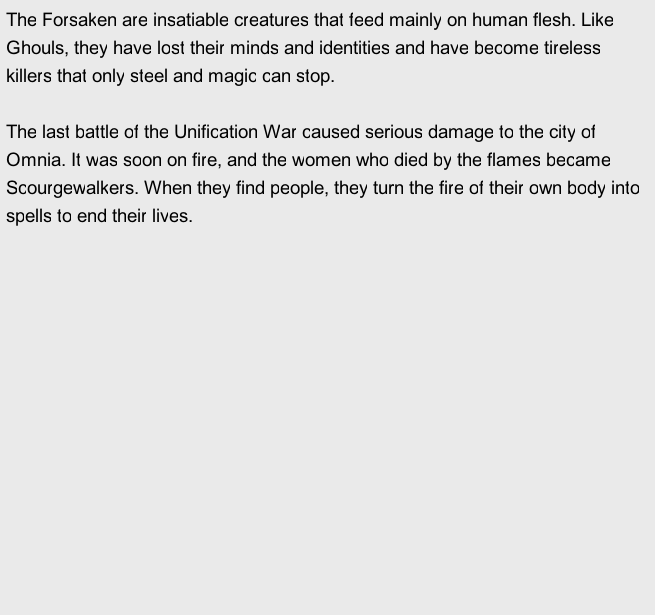 The Forsaken are insatiable creatures that feed mainly on human flesh. Like
Ghouls, they have lost their minds and identities and have become tireless
killers that only steel and magic can stop.

The last battle of the Unification War caused serious damage to the city of
Omnia. It was soon on fire, and the women who died by the flames became
Scourgewalkers. When they find people, they turn the fire of their own body into
spells to end their lives.